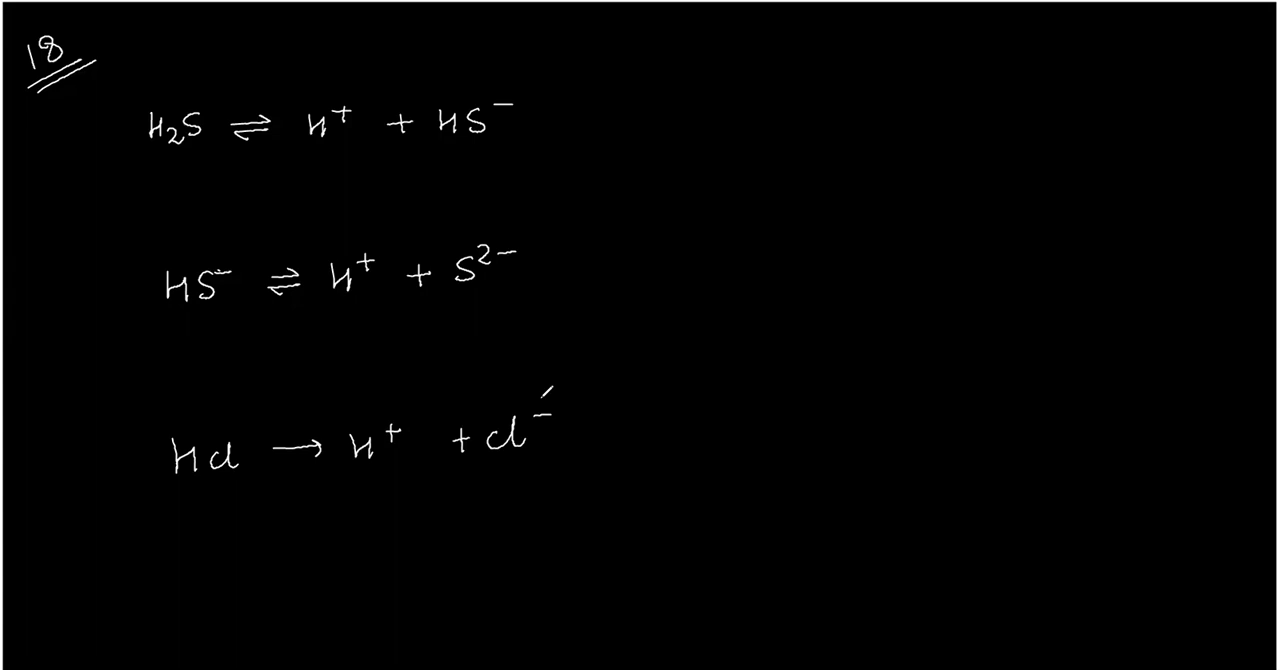 18
H₂S ⇌ H⁺ + HS⁻
HS⁻ ⇌ H⁺ + S²⁻
HCl → H⁺ + Cl⁻